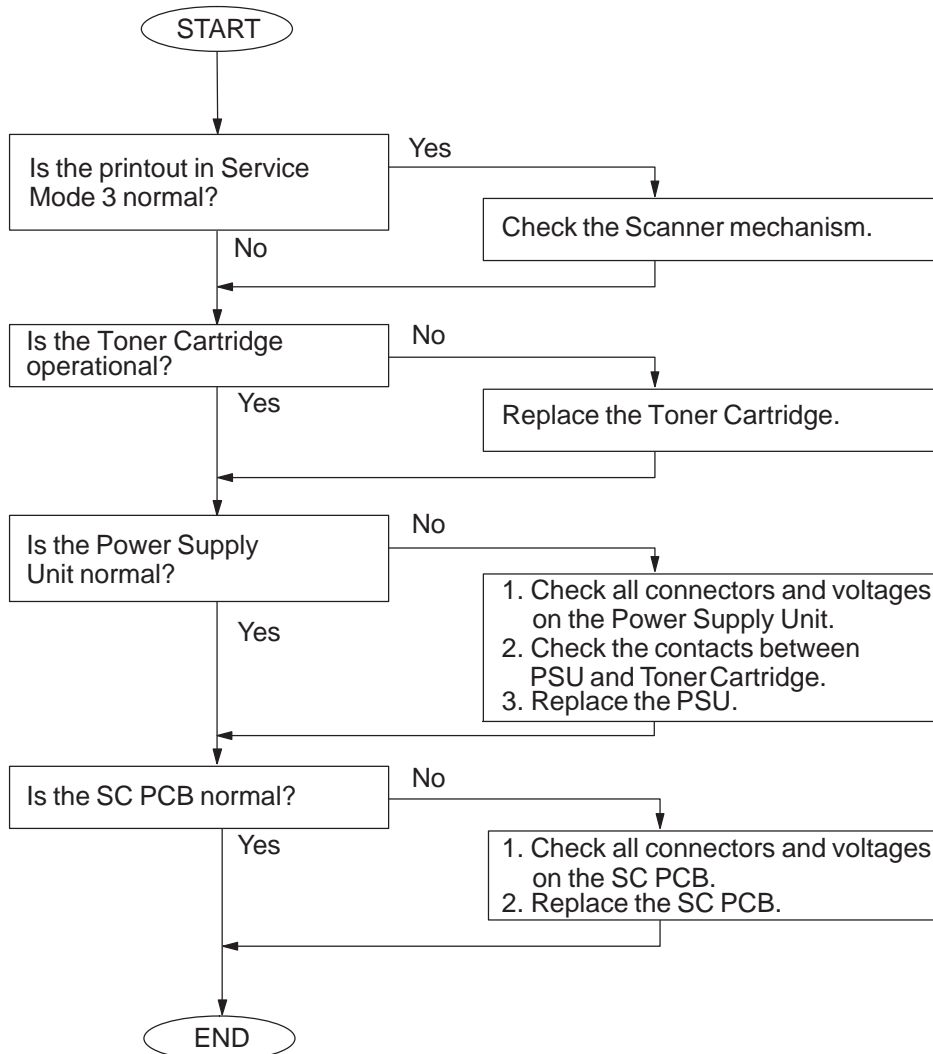 START
Is the printout in Service
Mode 3 normal?
Yes
Check the Scanner mechanism.
No
Is the Toner Cartridge
operational?
No
Yes
Replace the Toner Cartridge.
Is the Power Supply
Unit normal?
No
Yes
1. Check all connectors and voltages
on the Power Supply Unit.
2. Check the contacts between
PSU and Toner Cartridge.
3. Replace the PSU.
Is the SC PCB normal?
No
Yes
1. Check all connectors and voltages
on the SC PCB.
2. Replace the SC PCB.
END